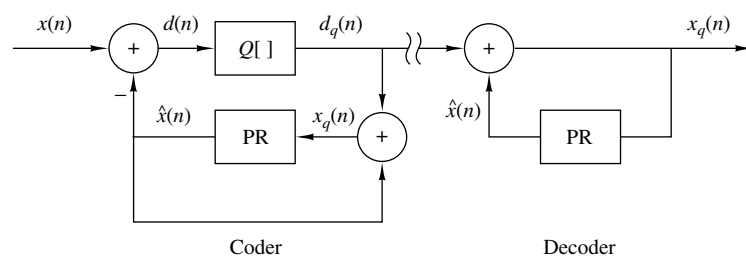 x(n) + d(n) Q[ ] d_q(n) + x_q(n)
−
x̂(n) PR x_q(n) + x̂(n) PR
Coder Decoder